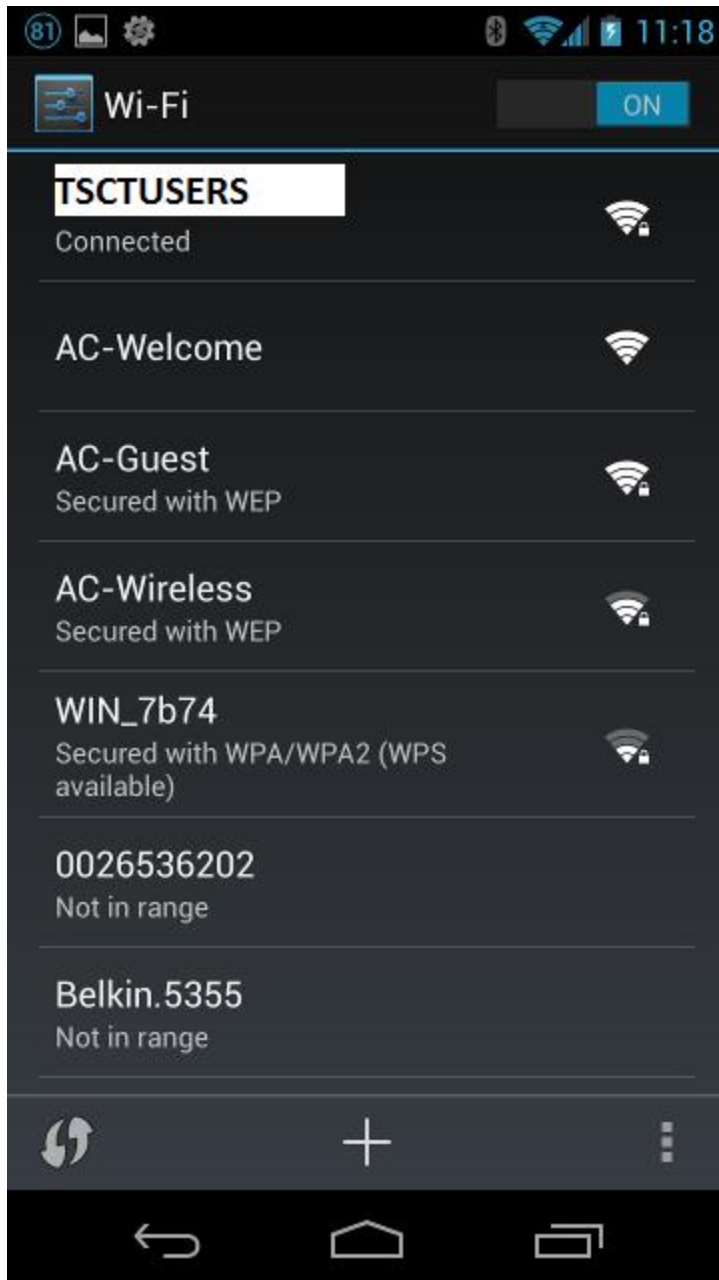 81
11:18
Wi-Fi
ON
TSCTUSERS
Connected
AC-Welcome
AC-Guest
Secured with WEP
AC-Wireless
Secured with WEP
WIN_7b74
Secured with WPA/WPA2 (WPS
available)
0026536202
Not in range
Belkin.5355
Not in range